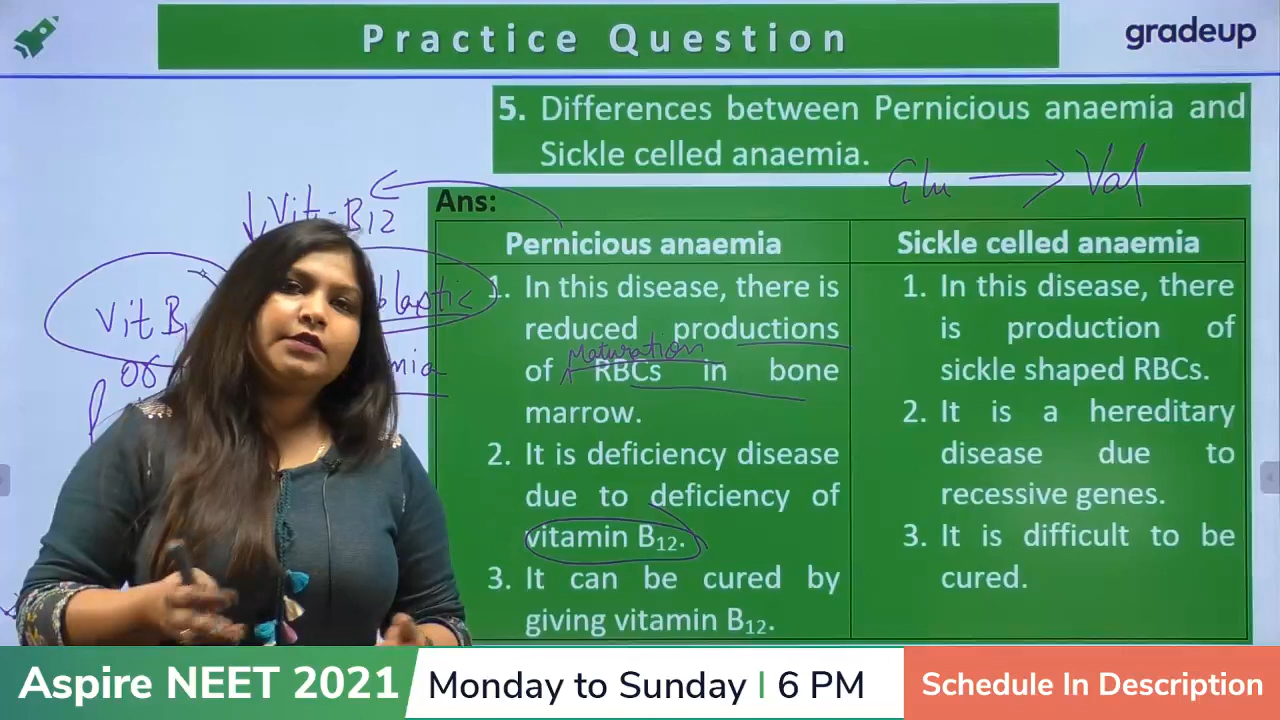 Practice Question
gradeup
5. Differences between Pernicious anaemia and
Sickle celled anaemia.
Glu → Val
Ans:
↓ Vit-B12
Vit B
or
blastic
mia
Pernicious anaemia
1. In this disease, there is
reduced productions
Maturation
of RBCs in bone
marrow.
2. It is deficiency disease
due to deficiency of
vitamin B₁₂.
3. It can be cured by
giving vitamin B₁₂.
Sickle celled anaemia
1. In this disease, there
is production of
sickle shaped RBCs.
2. It is a hereditary
disease due to
recessive genes.
3. It is difficult to be
cured.
Aspire NEET 2021
Monday to Sunday | 6 PM
Schedule In Description